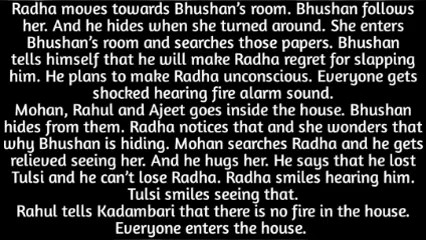 Radha moves towards Bhushan's room. Bhushan follows
her. And he hides when she turned around. She enters
Bhushan's room and searches those papers. Bhushan
tells himself that he will make Radha regret for slapping
him. He plans to make Radha unconscious. Everyone gets
shocked hearing fire alarm sound.
Mohan, Rahul and Ajeet goes inside the house. Bhushan
hides from them. Radha notices that and she wonders that
why Bhushan is hiding. Mohan searches Radha and he gets
relieved seeing her. And he hugs her. He says that he lost
Tulsi and he can't lose Radha. Radha smiles hearing him.
Tulsi smiles seeing that.
Rahul tells Kadambari that there is no fire in the house.
Everyone enters the house.